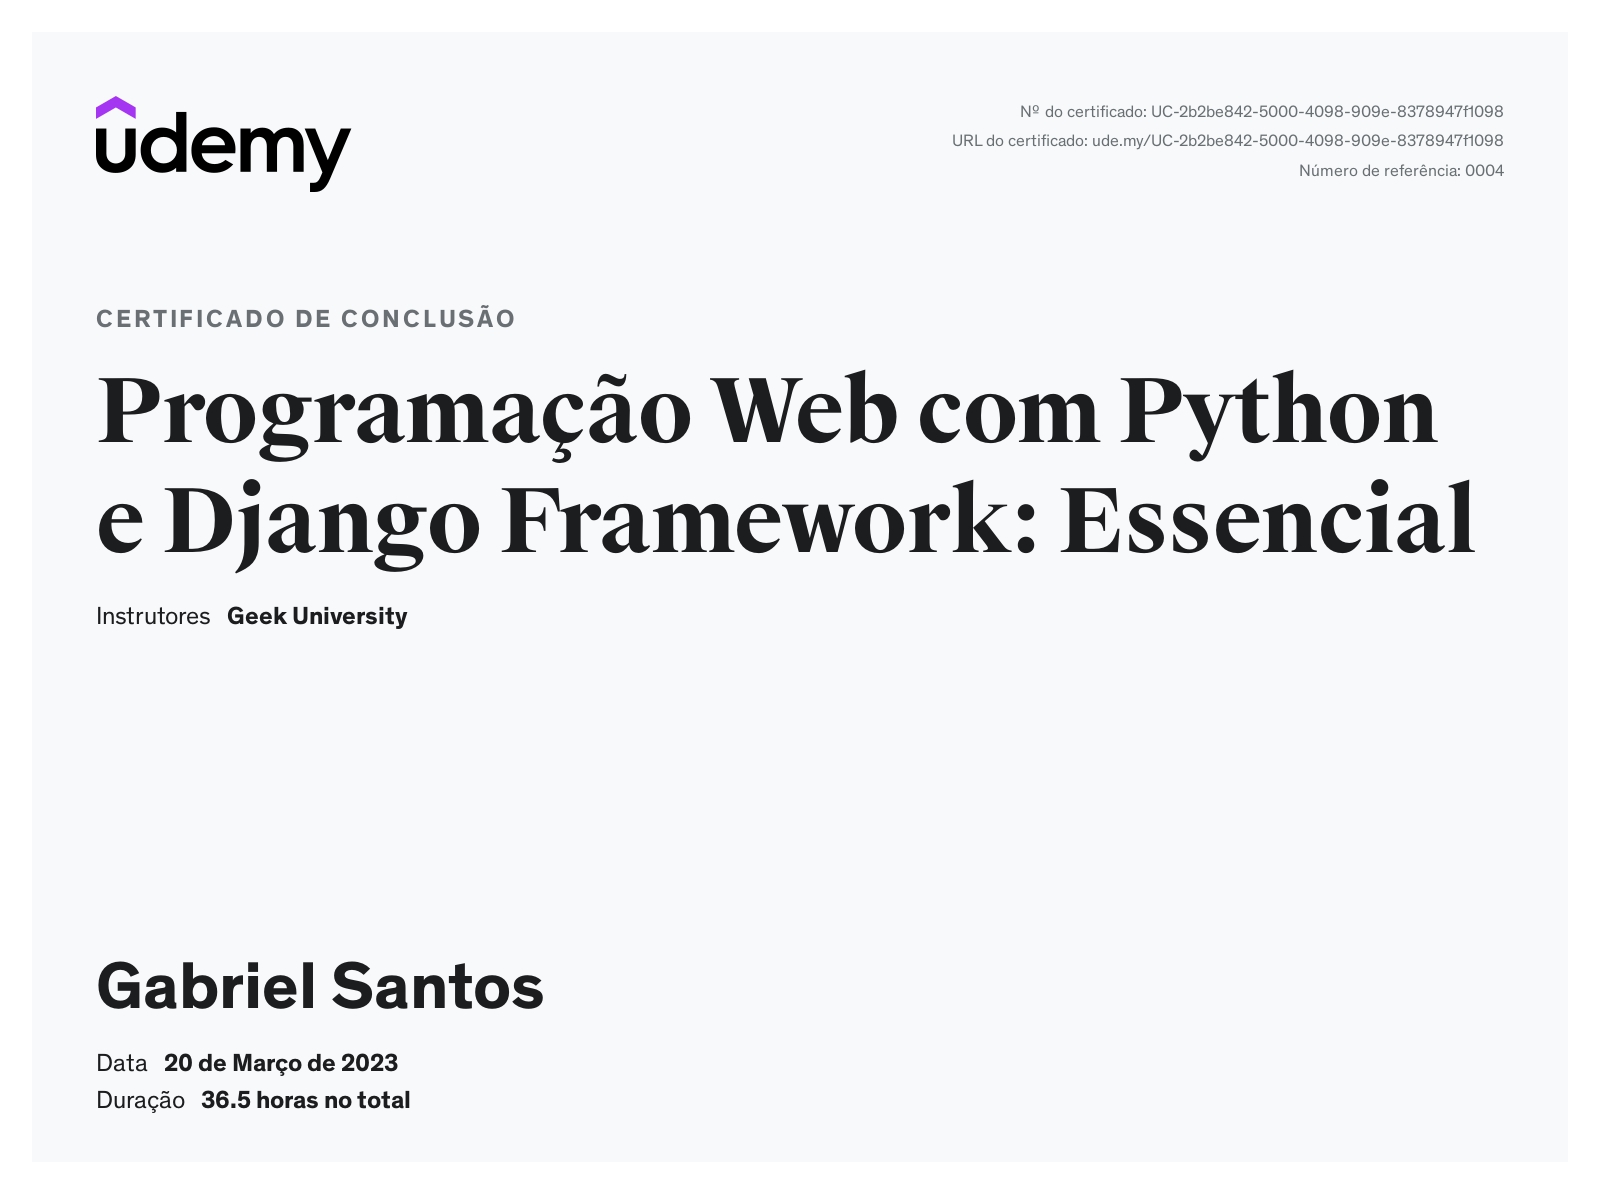 udemy
Nº do certificado: UC-2b2be842-5000-4098-909e-8378947f1098
URL do certificado: ude.my/UC-2b2be842-5000-4098-909e-8378947f1098
Número de referência: 0004
CERTIFICADO DE CONCLUSÃO
Programação Web com Python
e Django Framework: Essencial
Instrutores Geek University
Gabriel Santos
Data 20 de Março de 2023
Duração 36.5 horas no total